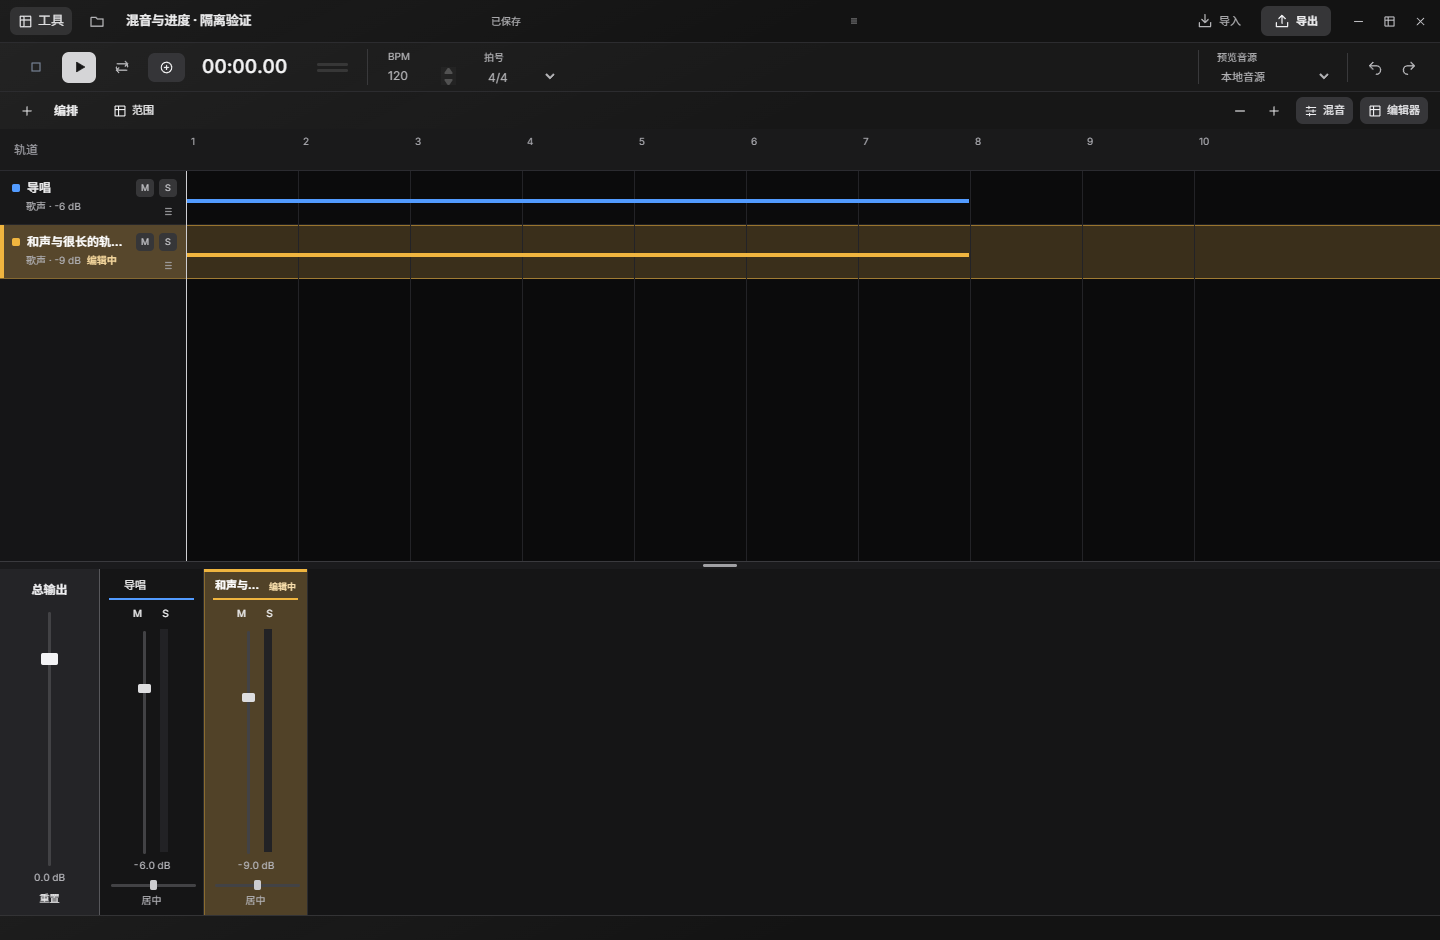 工具
混音与进度·隔离验证
已保存
导入
导出
00:00.00
BPM
120
拍号
4/4
预览音源
本地音源
编排
范围
混音
编辑器
轨道
1 2 3 4 5 6 7 8 9 10
导唱 M S
歌声 · -6 dB
和声与很长的轨... M S
歌声 · -9 dB 编辑中
总输出
0.0 dB
重置
导唱
M S
-6.0 dB
居中
和声与... 编辑中
M S
-9.0 dB
居中